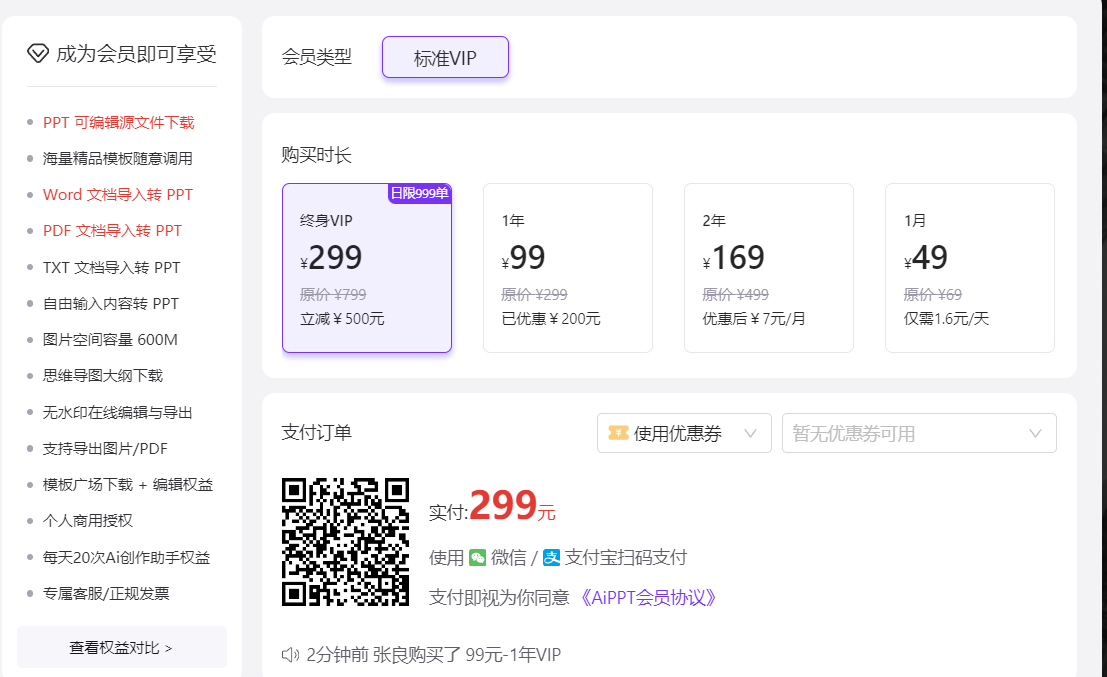 成为会员即可享受
PPT 可编辑源文件下载
海量精品模板随意调用
Word 文档导入转 PPT
PDF 文档导入转 PPT
TXT 文档导入转 PPT
自由输入内容转 PPT
图片空间容量 600M
思维导图大纲下载
无水印在线编辑与导出
支持导出图片/PDF
模板广场下载 + 编辑权益
个人商用授权
每天20次Ai创作助手权益
专属客服/正规发票
查看权益对比 >
会员类型
标准VIP
购买时长
日限999单
终身VIP
¥299
原价 ¥799
立减￥500元
1年
¥99
原价 ¥299
已优惠￥200元
2年
¥169
原价 ¥499
优惠后￥7元/月
1月
¥49
原价 ¥69
仅需1.6元/天
支付订单
使用优惠券
暂无优惠券可用
实付:299元
使用 微信 / 支付宝扫码支付
支付即视为你同意 《AiPPT会员协议》
2分钟前 张良购买了 99元-1年VIP